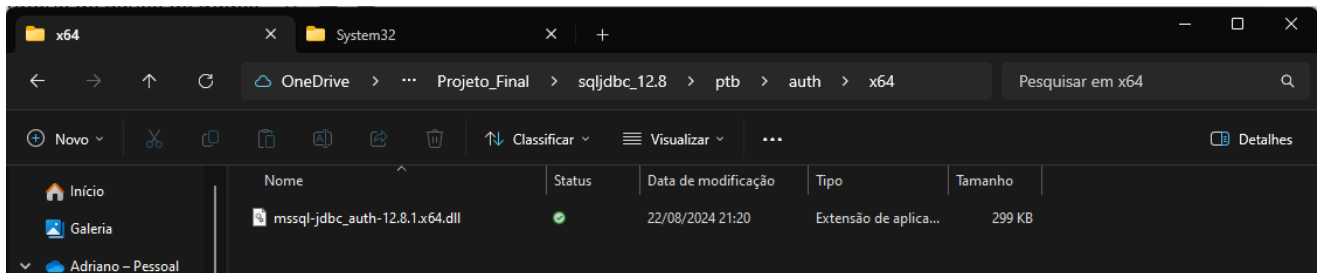 x64
System32
OneDrive > ... Projeto_Final > sqljdbc_12.8 > ptb > auth > x64
Pesquisar em x64
Novo
Classificar
Visualizar
Detalhes
Início
Galeria
Adriano – Pessoal
Nome Status Data de modificação Tipo Tamanho
mssql-jdbc_auth-12.8.1.x64.dll 22/08/2024 21:20 Extensão de aplica... 299 KB